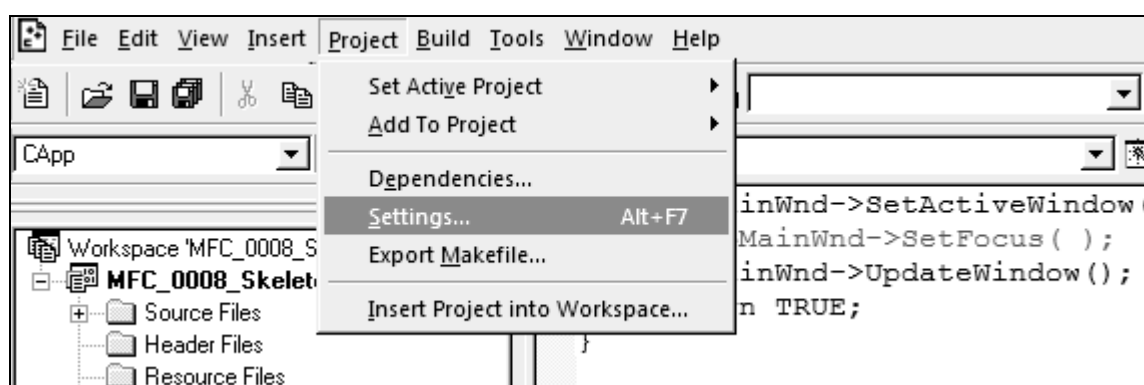 File Edit View Insert Project Build Tools Window Help
Set Active Project
Add To Project
CApp
Dependencies...
Settings... Alt+F7
Export Makefile...
Insert Project into Workspace...
Workspace 'MFC_0008_S
MFC_0008_Skelet
Source Files
Header Files
Resource Files
inWnd->SetActiveWindow(
MainWnd->SetFocus( );
inWnd->UpdateWindow();
n TRUE;
}